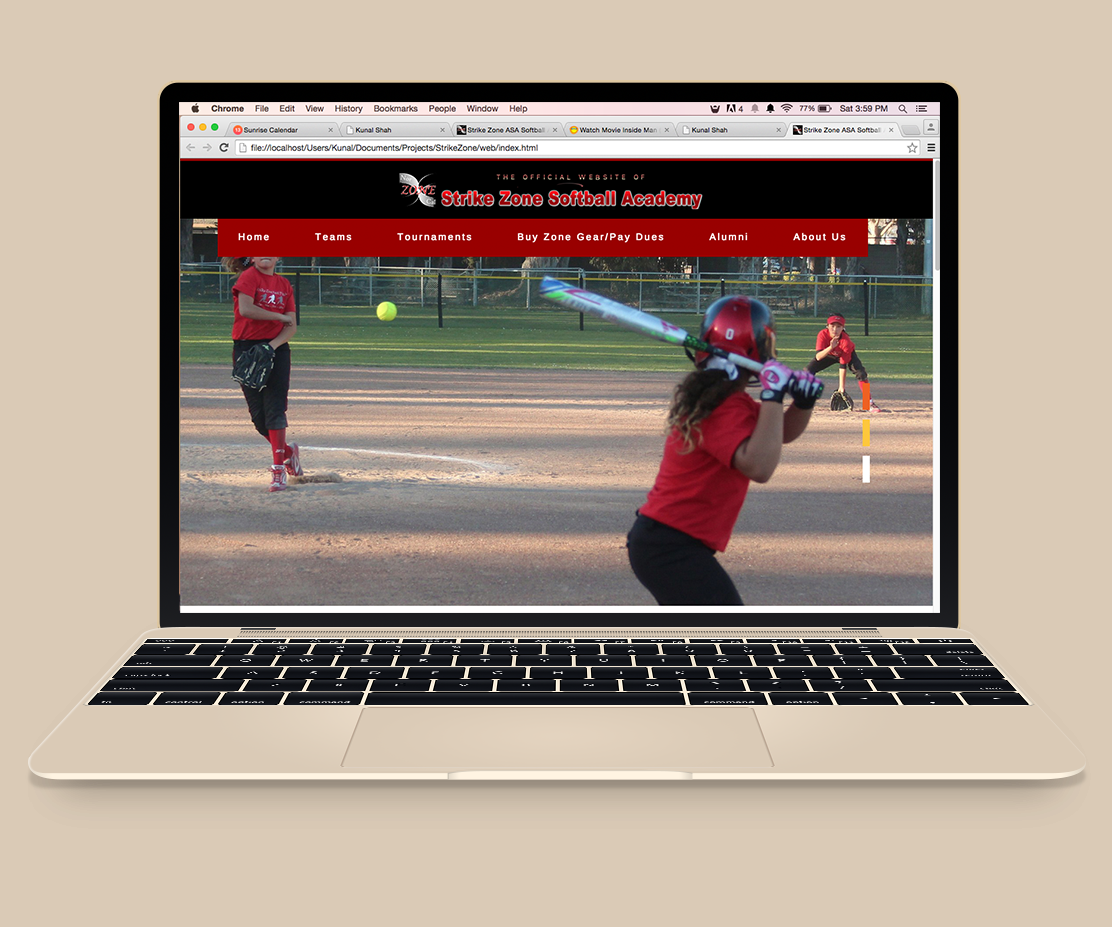 Chrome File Edit View History Bookmarks People Window Help 4 77% Sat 3:59 PM
Sunrise Calendar Kunal Shah Strike Zone ASA Softball Watch Movie Inside Man Kunal Shah Strike Zone ASA Softball
file://localhost/Users/Kunal/Documents/Projects/StrikeZone/web/index.html
THE OFFICIAL WEBSITE OF
ZONE Strike Zone Softball Academy
Home Teams Tournaments Buy Zone Gear/Pay Dues Alumni About Us
0
Q W E R T Y U I O P
A S D F G H J K L
fn control option command command option